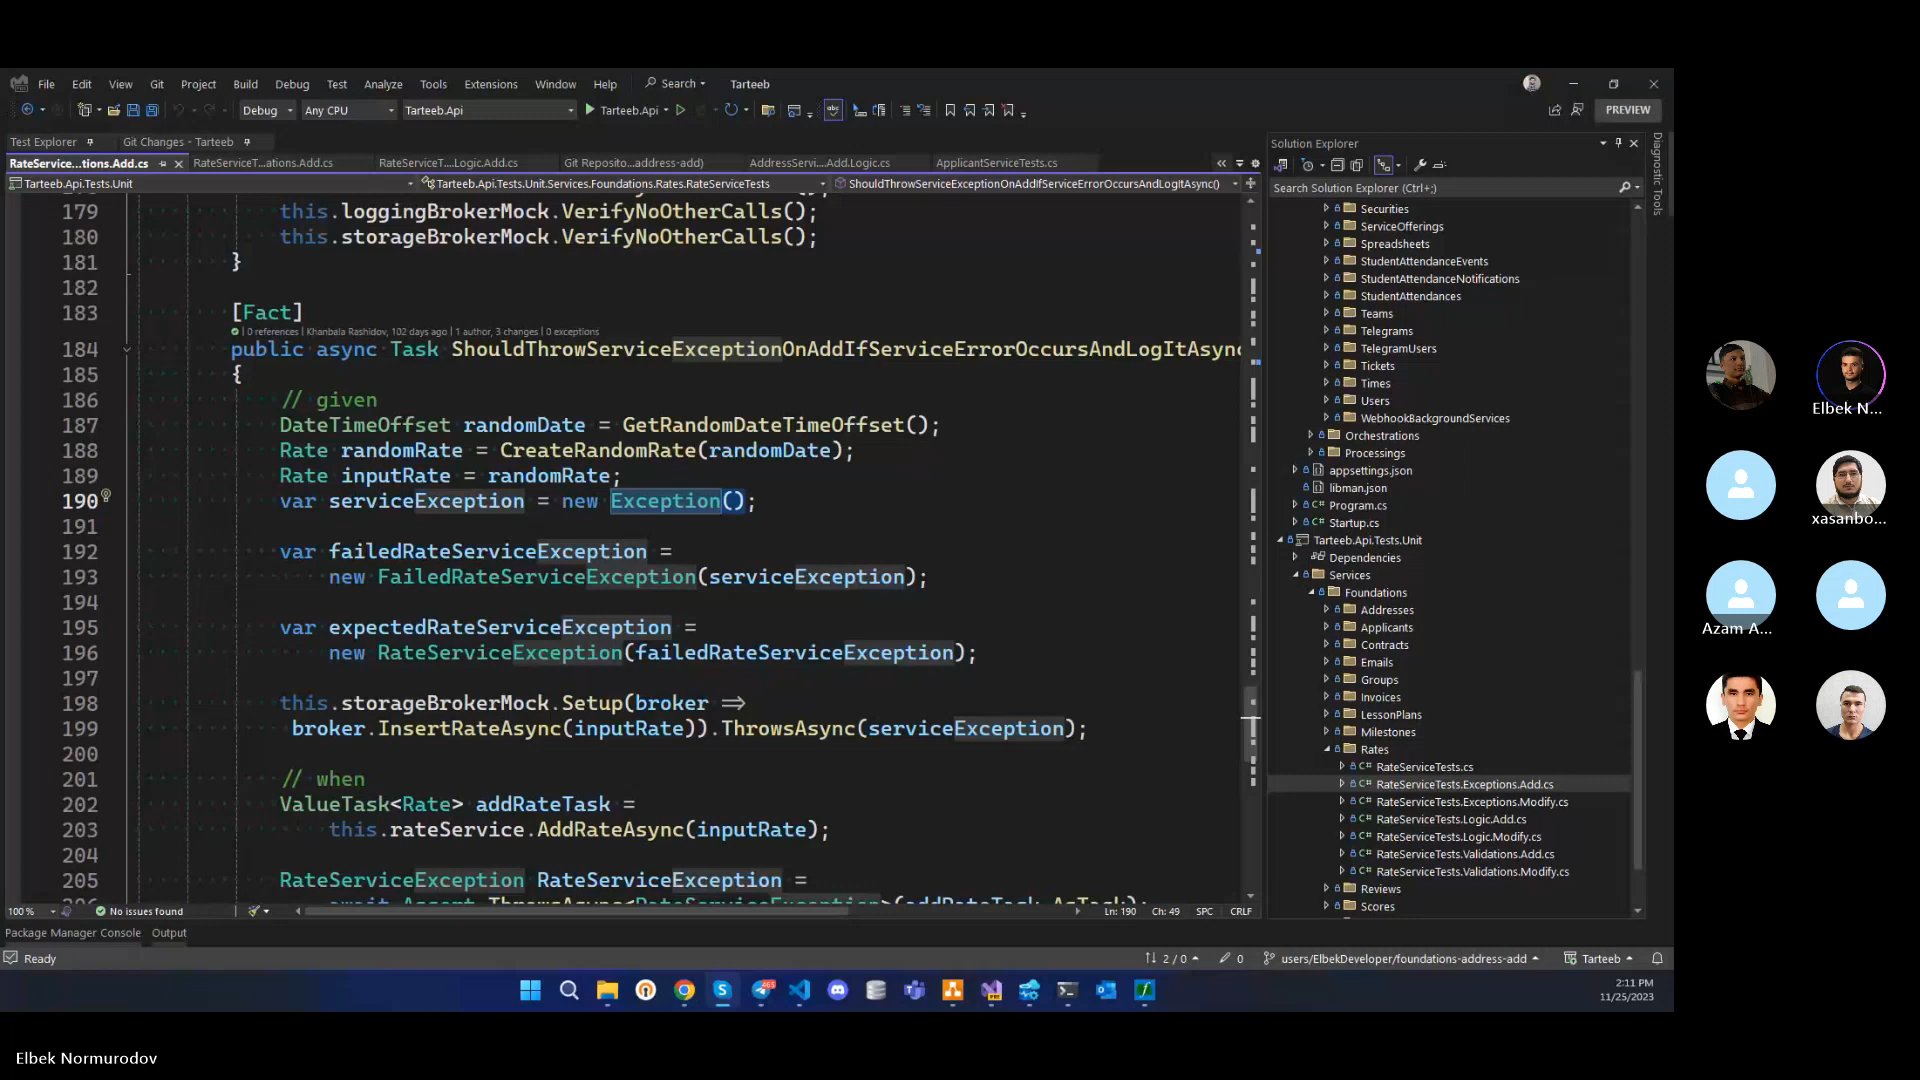 File Edit View Git Project Build Debug Test Analyze Tools Extensions Window Help Search Tarteeb
Debug Any CPU Tarteeb.Api Tarteeb.Api PREVIEW
Test Explorer Git Changes - Tarteeb
RateService...tions.Add.cs RateServiceT...ations.Add.cs RateServiceT....Logic.Add.cs Git Reposito...address-add) AddressServi....Add.Logic.cs ApplicantServiceTests.cs
Tarteeb.Api.Tests.Unit Tarteeb.Api.Tests.Unit.Services.Foundations.Rates.RateServiceTests ShouldThrowServiceExceptionOnAddIfServiceErrorOccursAndLogItAsync()
179 this.loggingBrokerMock.VerifyNoOtherCalls();
180 this.storageBrokerMock.VerifyNoOtherCalls();
181 }
182
183 [Fact]
0 references | Khanbala Rashidov, 102 days ago | 1 author, 3 changes | 0 exceptions
184 public async Task ShouldThrowServiceExceptionOnAddIfServiceErrorOccursAndLogItAsync
185 {
186 // given
187 DateTimeOffset randomDate = GetRandomDateTimeOffset();
188 Rate randomRate = CreateRandomRate(randomDate);
189 Rate inputRate = randomRate;
190 var serviceException = new Exception();
191
192 var failedRateServiceException =
193 new FailedRateServiceException(serviceException);
194
195 var expectedRateServiceException =
196 new RateServiceException(failedRateServiceException);
197
198 this.storageBrokerMock.Setup(broker =>
199 broker.InsertRateAsync(inputRate)).ThrowsAsync(serviceException);
200
201 // when
202 ValueTask<Rate> addRateTask =
203 this.rateService.AddRateAsync(inputRate);
204
205 RateServiceException RateServiceException =
await Assert.ThrowsAsync<RateServiceException>(addRateTask.AsTask);
100 % No issues found Ln: 190 Ch: 49 SPC CRLF
Package Manager Console Output
Ready 2 / 0 0 users/ElbekDeveloper/foundations-address-add Tarteeb
Solution Explorer
Search Solution Explorer (Ctrl+;)
Securities
ServiceOfferings
Spreadsheets
StudentAttendanceEvents
StudentAttendanceNotifications
StudentAttendances
Teams
Telegrams
TelegramUsers
Tickets
Times
Users
WebhookBackgroundServices
Orchestrations
Processings
appsettings.json
libman.json
Program.cs
Startup.cs
Tarteeb.Api.Tests.Unit
Dependencies
Services
Foundations
Addresses
Applicants
Contracts
Emails
Groups
Invoices
LessonPlans
Milestones
Rates
RateServiceTests.cs
RateServiceTests.Exceptions.Add.cs
RateServiceTests.Exceptions.Modify.cs
RateServiceTests.Logic.Add.cs
RateServiceTests.Logic.Modify.cs
RateServiceTests.Validations.Add.cs
RateServiceTests.Validations.Modify.cs
Reviews
Scores
Diagnostic Tools
2:11 PM
11/25/2023
Elbek N...
xasanbo...
Azam A...
Elbek Normurodov